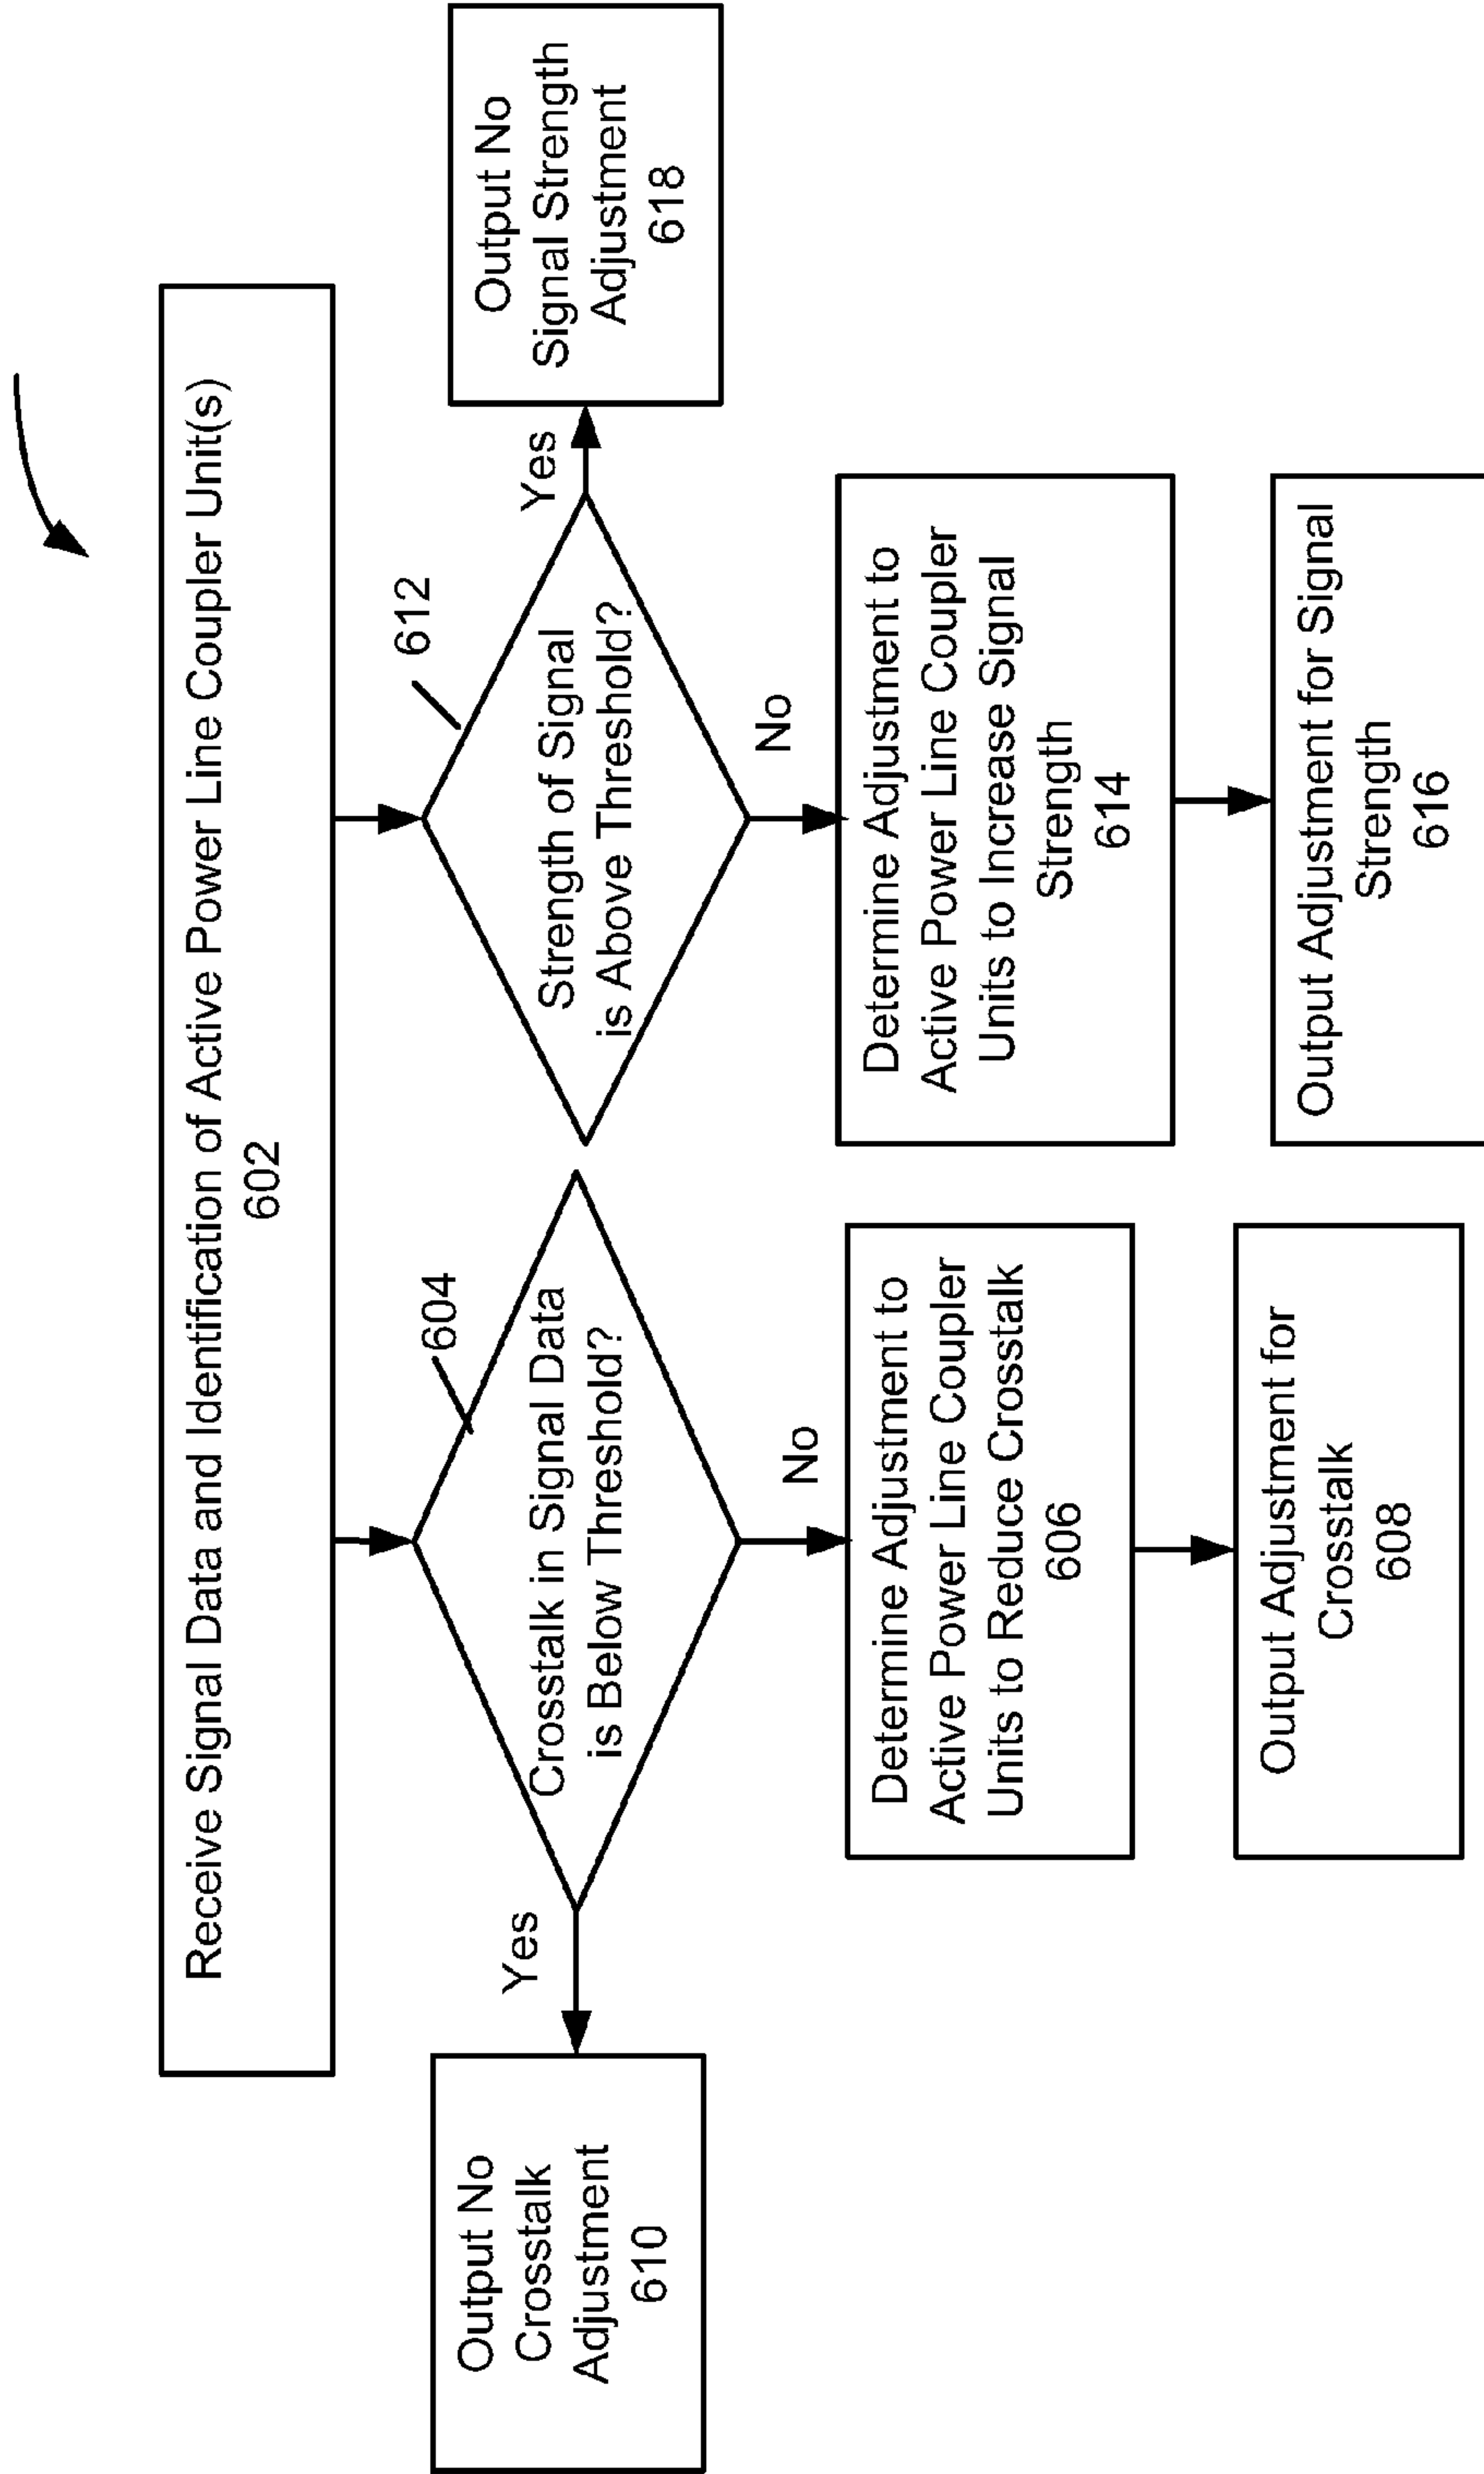 Receive Signal Data and Identification of Active Power Line Coupler Unit(s)
602
604
Crosstalk in Signal Data
is Below Threshold?
Yes
Output No
Crosstalk
Adjustment
610
No
Determine Adjustment to
Active Power Line Coupler
Units to Reduce Crosstalk
606
Output Adjustment for
Crosstalk
608
612
Strength of Signal
is Above Threshold?
Yes
Output No
Signal Strength
Adjustment
618
No
Determine Adjustment to
Active Power Line Coupler
Units to Increase Signal
Strength
614
Output Adjustment for Signal
Strength
616